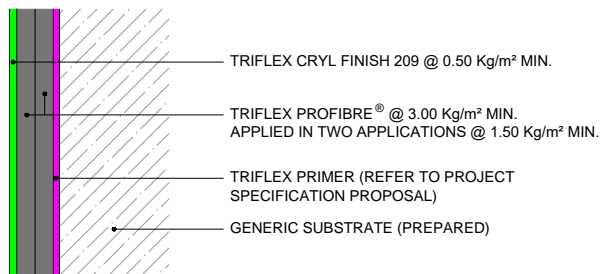 TRIFLEX CRYL FINISH 209 @ 0.50 Kg/m² MIN.
TRIFLEX PROFIBRE® @ 3.00 Kg/m² MIN.
APPLIED IN TWO APPLICATIONS @ 1.50 Kg/m² MIN.
TRIFLEX PRIMER (REFER TO PROJECT
SPECIFICATION PROPOSAL)
GENERIC SUBSTRATE (PREPARED)